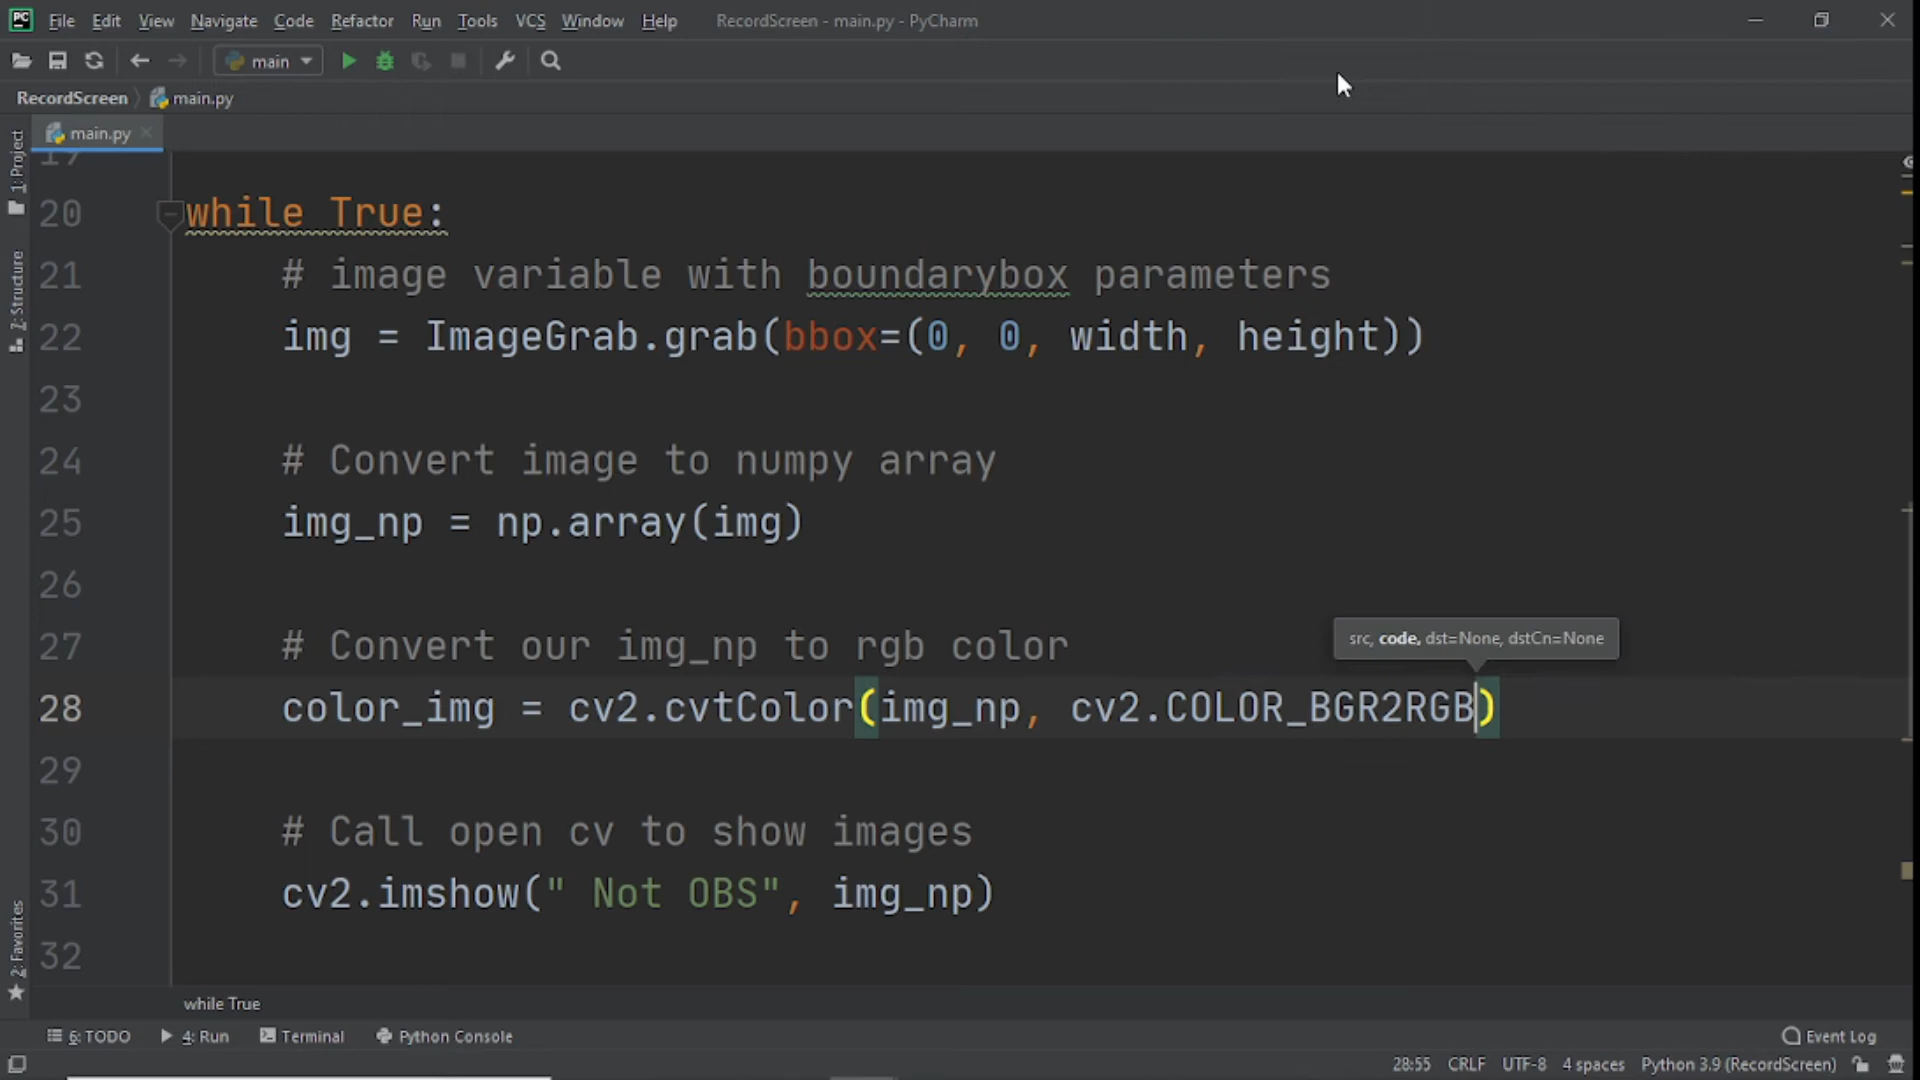 PC File Edit View Navigate Code Refactor Run Tools VCS Window Help RecordScreen - main.py - PyCharm
main
RecordScreen main.py
main.py
1: Project
Z: Structure
2: Favorites
19
20 while True:
21 # image variable with boundarybox parameters
22 img = ImageGrab.grab(bbox=(0, 0, width, height))
23
24 # Convert image to numpy array
25 img_np = np.array(img)
26
src, code, dst=None, dstCn=None
27 # Convert our img_np to rgb color
28 color_img = cv2.cvtColor(img_np, cv2.COLOR_BGR2RGB)
29
30 # Call open cv to show images
31 cv2.imshow(" Not OBS", img_np)
32
while True
6: TODO 4: Run Terminal Python Console Event Log
28:55 CRLF UTF-8 4 spaces Python 3.9 (RecordScreen)